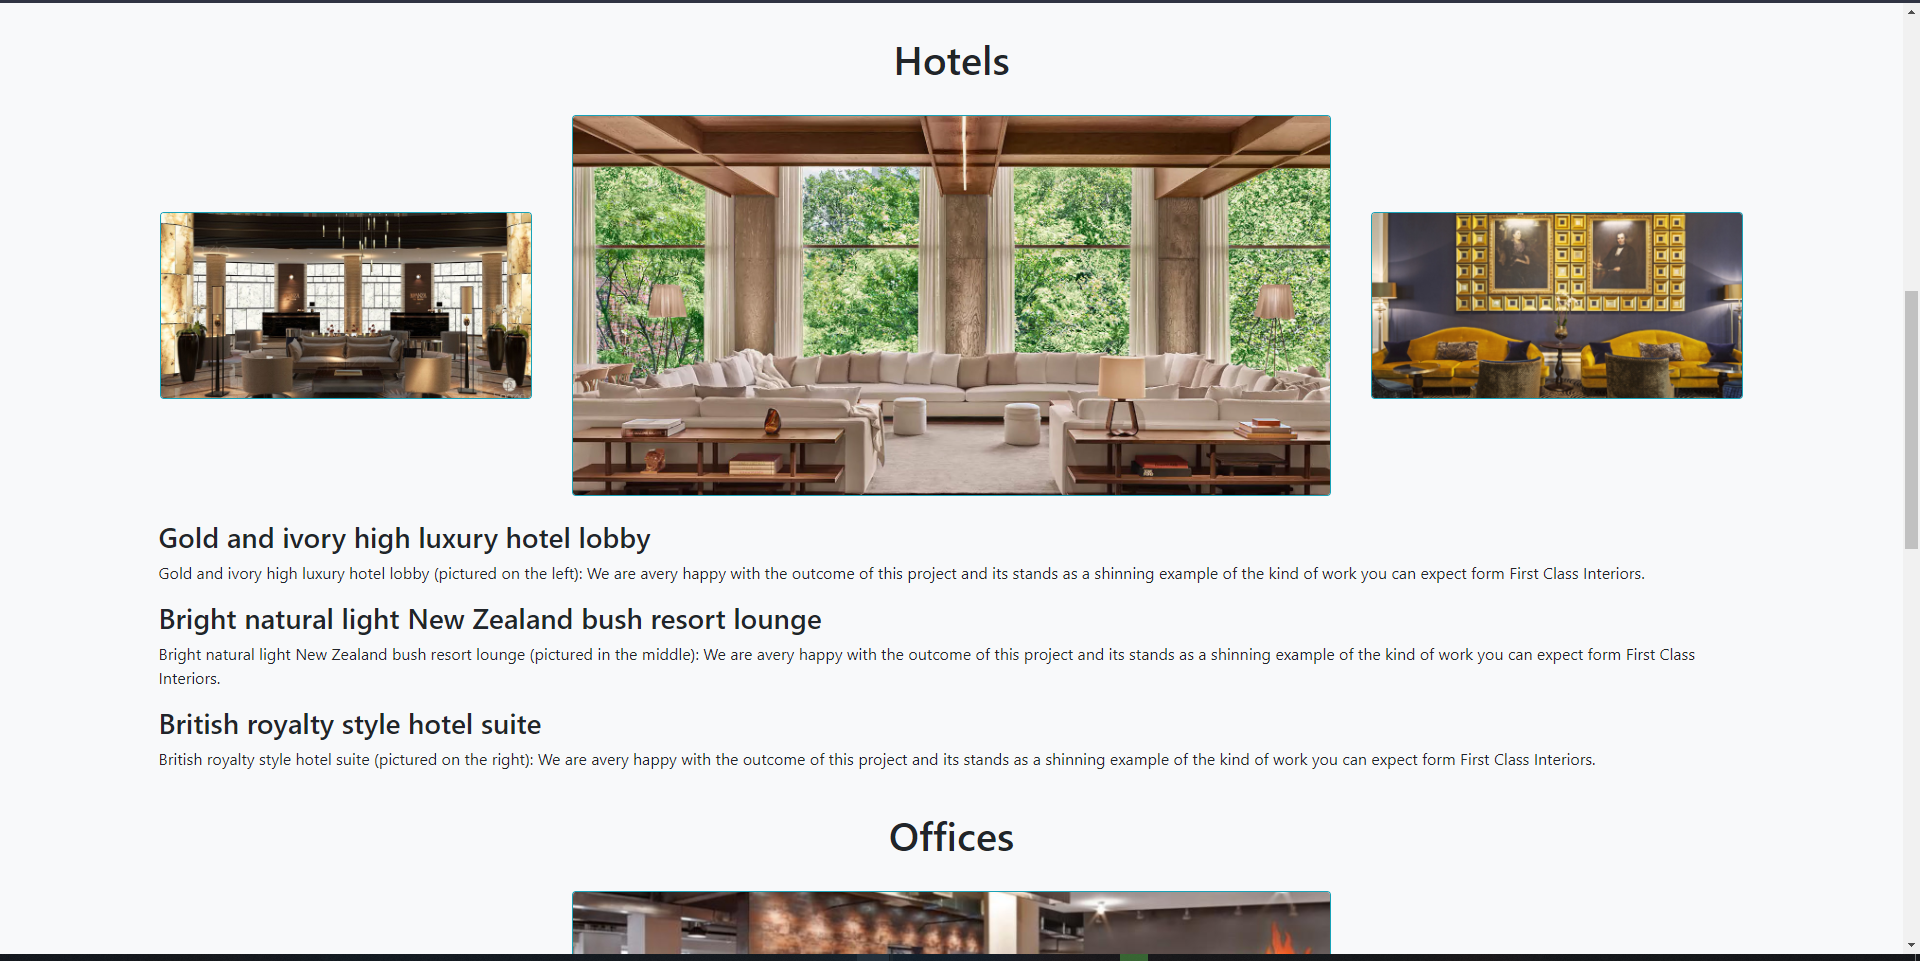 Hotels
Gold and ivory high luxury hotel lobby
Gold and ivory high luxury hotel lobby (pictured on the left): We are avery happy with the outcome of this project and its stands as a shinning example of the kind of work you can expect form First Class Interiors.
Bright natural light New Zealand bush resort lounge
Bright natural light New Zealand bush resort lounge (pictured in the middle): We are avery happy with the outcome of this project and its stands as a shinning example of the kind of work you can expect form First Class
Interiors.
British royalty style hotel suite
British royalty style hotel suite (pictured on the right): We are avery happy with the outcome of this project and its stands as a shinning example of the kind of work you can expect form First Class Interiors.
Offices